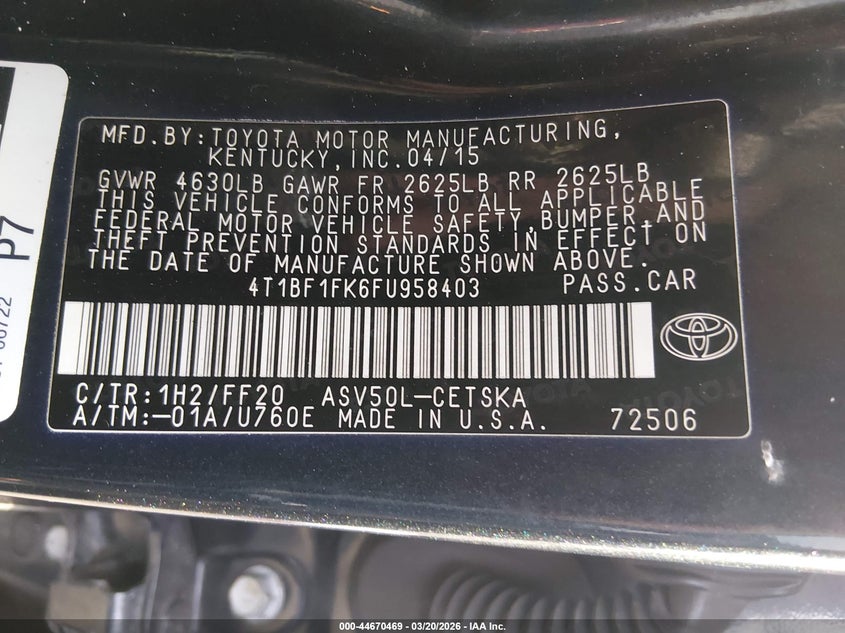 MFD.BY:TOYOTA MOTOR MANUFACTURING,
KENTUCKY,INC.04/15
GVWR 4630LB GAWR FR 2625LB RR 2625LB
THIS VEHICLE CONFORMS TO ALL APPLICABLE
FEDERAL MOTOR VEHICLE SAFETY,BUMPER,AND
THEFT PREVENTION STANDARDS IN EFFECT ON
THE DATE OF MANUFACTURE SHOWN ABOVE.
4T1BF1FK6FU958403 PASS.CAR
C/TR:1H2/FF20 ASV50L-CETSKA
A/TM:-01A/U760E MADE IN U.S.A. 72506
P7
000-44670469 | 03/20/2026 - IAA Inc.